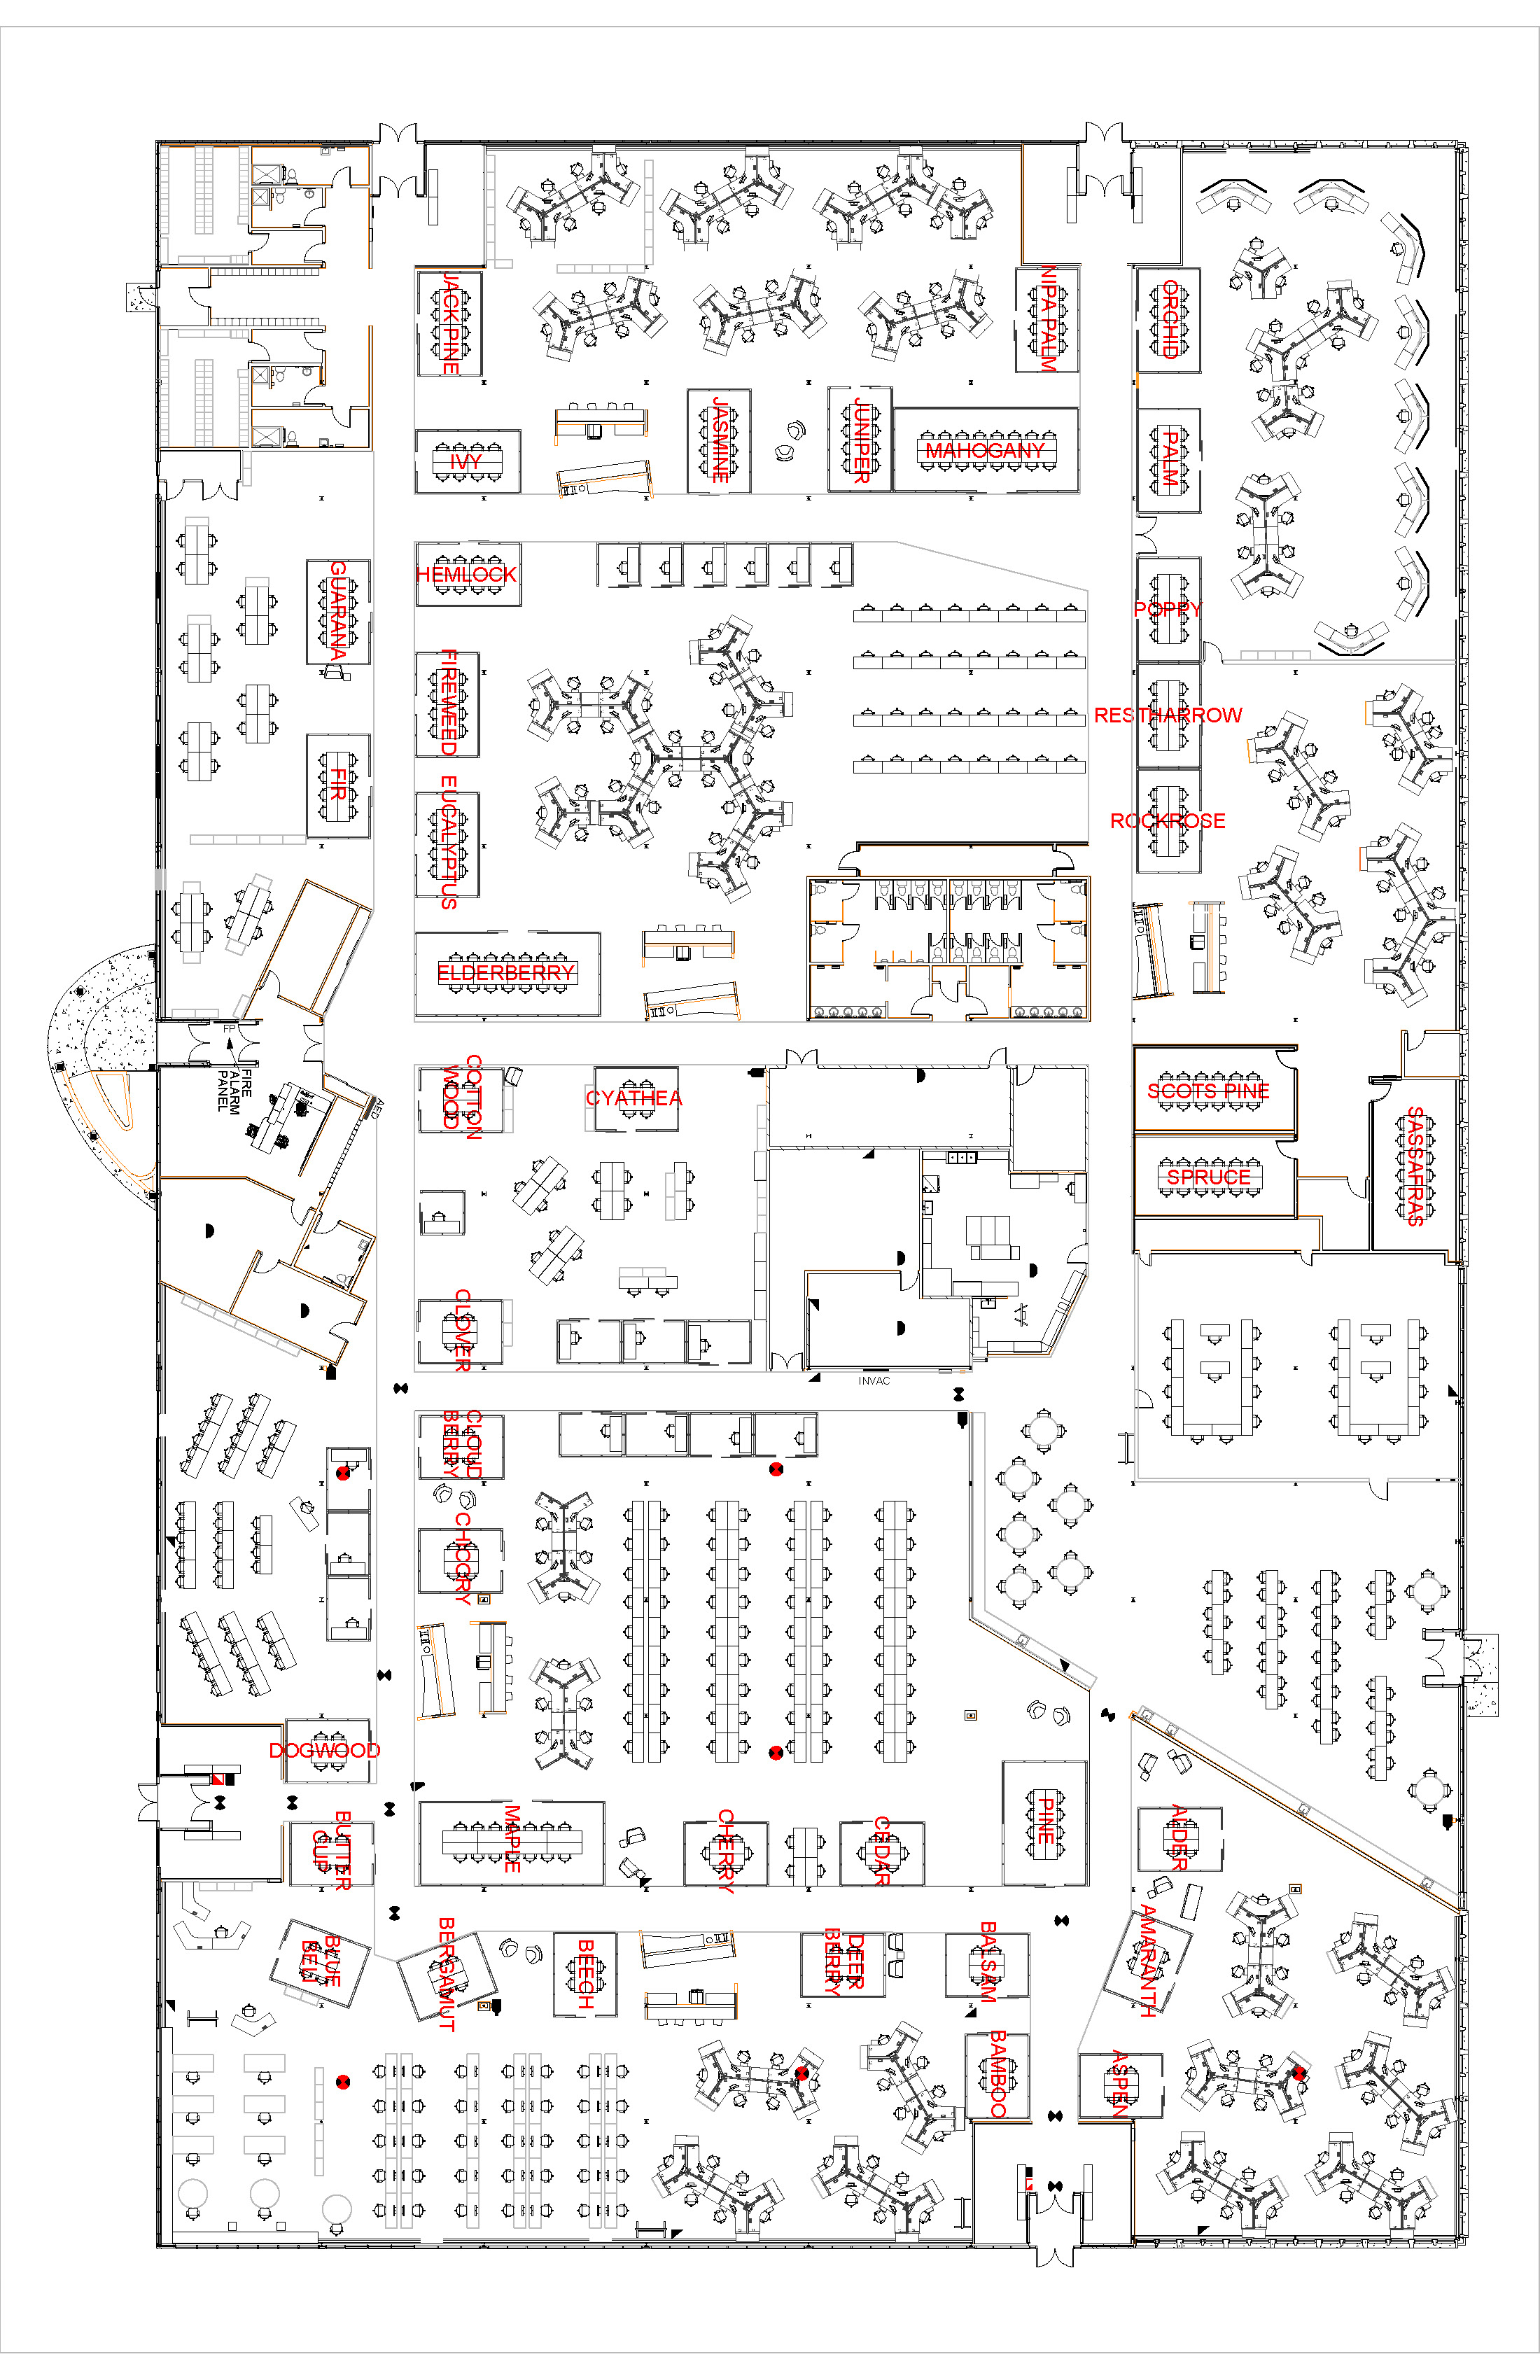 SASSAFRAS
SCOTS PINE
SPRUCE
ORCHID
PALM
POPPY
RESTHARROW
ROCKROSE
ALDER
AMARANTH
ASPEN
NIPA PALM
MAHOGANY
PINE
BALSAM
BAMBOO
JUNIPER
INVAC
CEDAR
DEER
BERRY
JASMINE
CHERRY
CYATHEA
BEECH
ELDERBERRY
MAPLE
JACK PINE
IVY
HEMLOCK
FIREWEED
EUCALYPTUS
COTTON
WOOD
CLOVER
CLOUD
BERRY
CHICORY
BERGAMUT
AED
GUARANA
FIR
DOGWOOD
BUTTER
CUP
BLUE
BELL
FP
FIRE
ALARM
PANEL